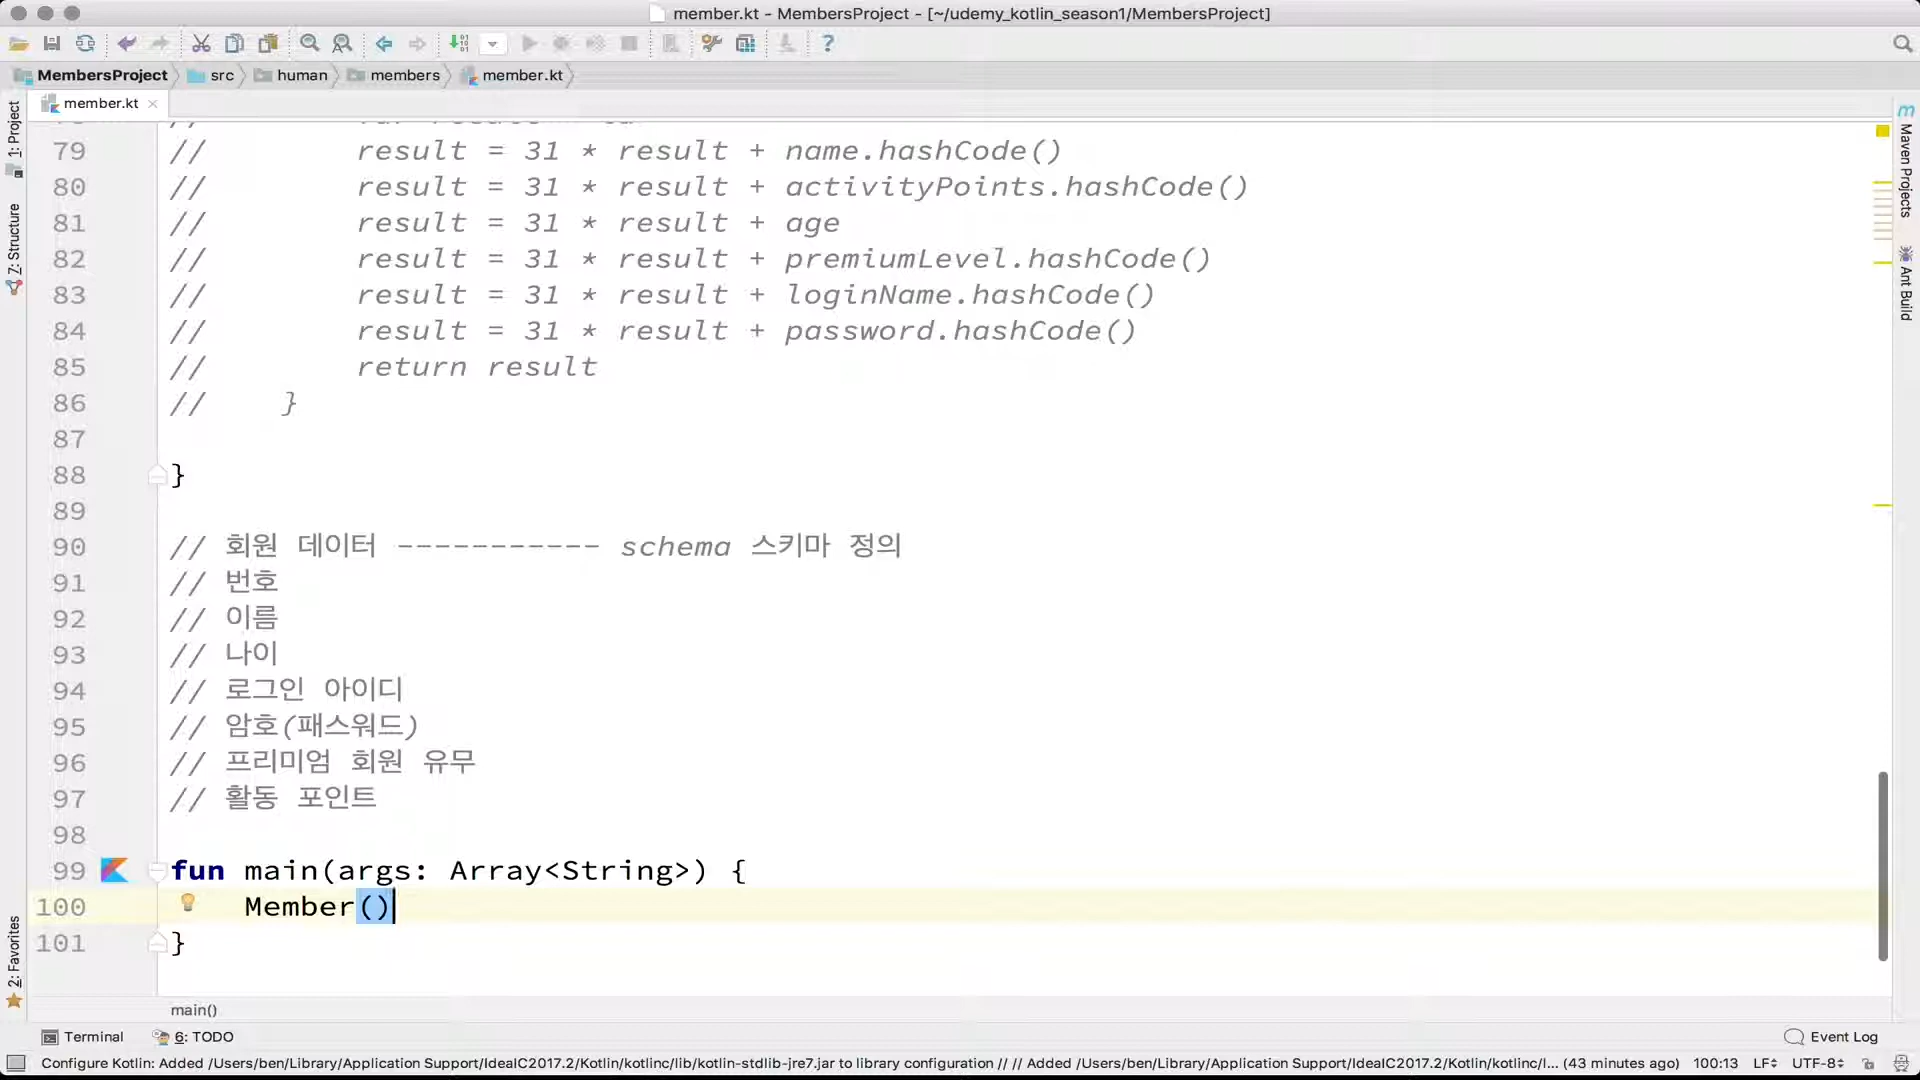 member.kt - MembersProject - [~/udemy_kotlin_season1/MembersProject]
MembersProject src human members member.kt
member.kt
1: Project
7: Structure
2: Favorites
Maven Projects
Ant Build
79 // result = 31 * result + name.hashCode()
80 // result = 31 * result + activityPoints.hashCode()
81 // result = 31 * result + age
82 // result = 31 * result + premiumLevel.hashCode()
83 // result = 31 * result + loginName.hashCode()
84 // result = 31 * result + password.hashCode()
85 // return result
86 // }
87
88 }
89
90 // 회원 데이터 ----------- schema 스키마 정의
91 // 번호
92 // 이름
93 // 나이
94 // 로그인 아이디
95 // 암호(패스워드)
96 // 프리미엄 회원 유무
97 // 활동 포인트
98
99 fun main(args: Array<String>) {
100 Member()
101 }
main()
Terminal 6: TODO Event Log
Configure Kotlin: Added /Users/ben/Library/Application Support/IdeaIC2017.2/Kotlin/kotlinc/lib/kotlin-stdlib-jre7.jar to library configuration // // Added /Users/ben/Library/Application Support/IdeaIC2017.2/Kotlin/kotlinc/l... (43 minutes ago) 100:13 LF UTF-8